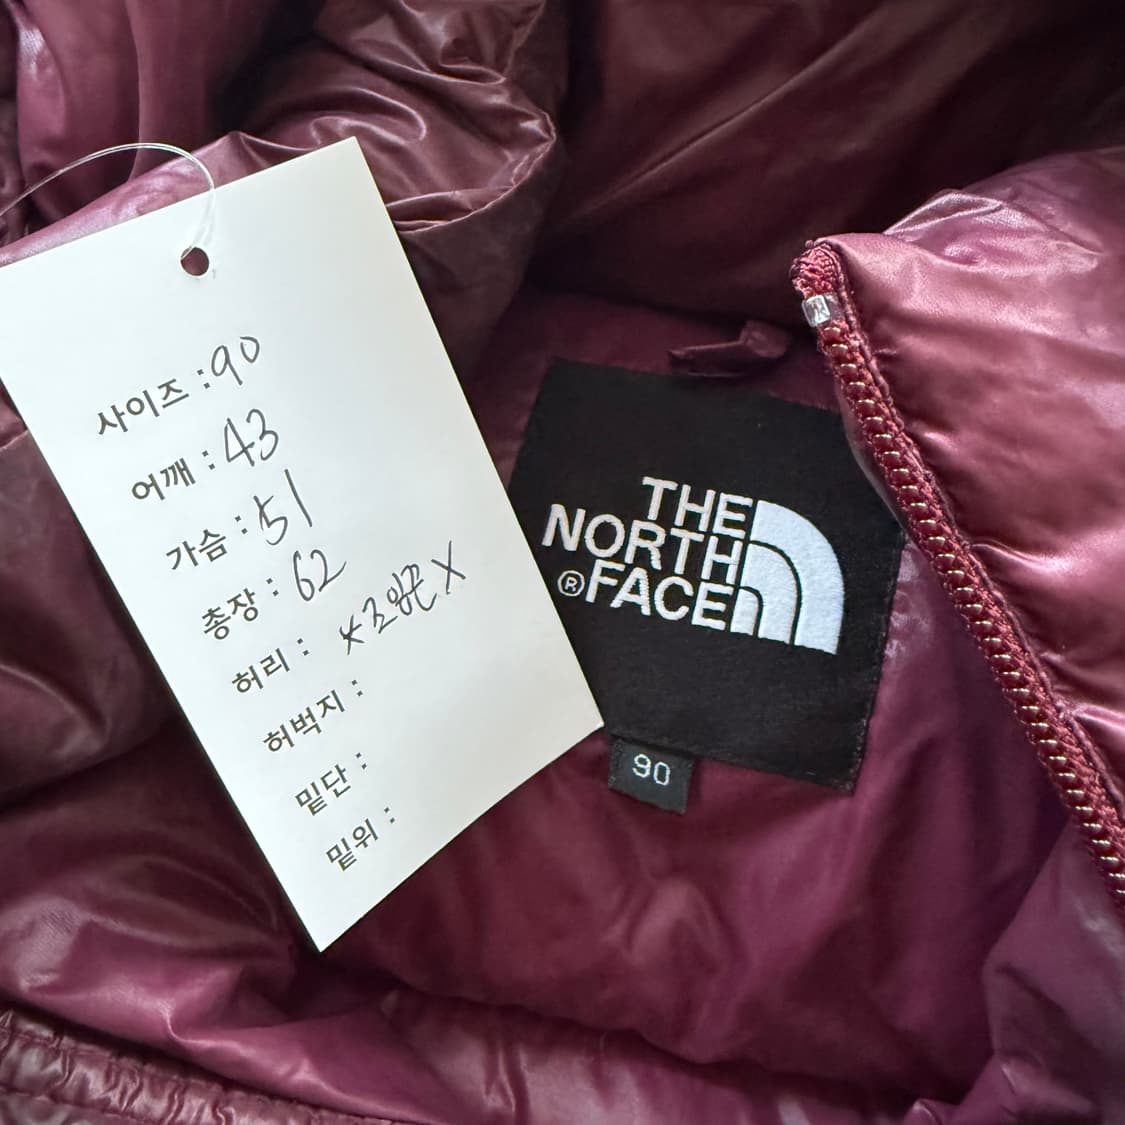 사이즈 : 90
어깨 : 43
가슴 : 51
총장 : 62
허리 :
허벅지 :
밑단 :
밑위 :
THE
NORTH
® FACE
90